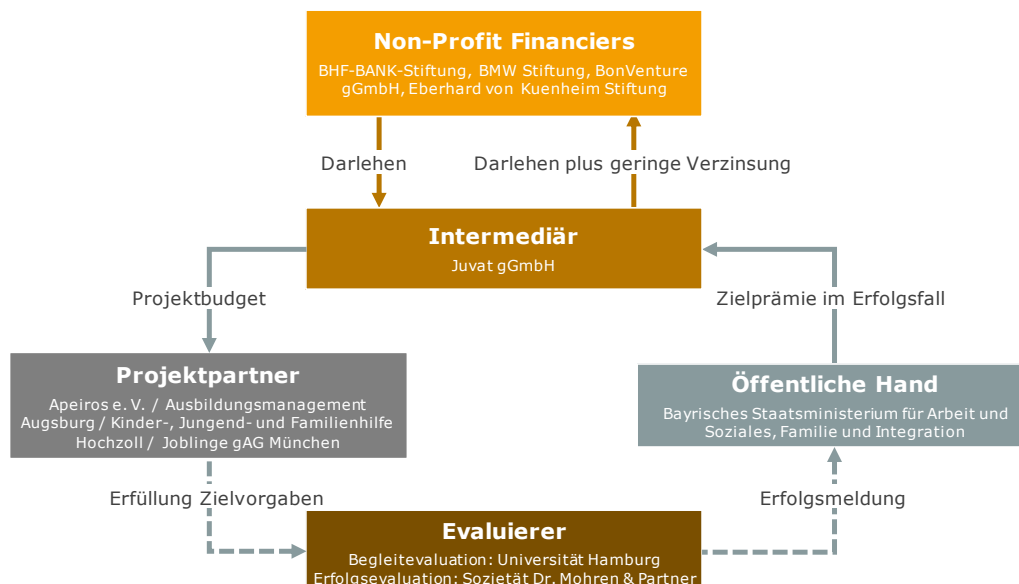 Non-Profit Financiers
BHF-BANK-Stiftung, BMW Stiftung, BonVenture
gGmbH, Eberhard von Kuenheim Stiftung
Darlehen
Darlehen plus geringe Verzinsung
Intermediär
Juvat gGmbH
Projektbudget
Zielprämie im Erfolgsfall
Projektpartner
Apeiros e. V. / Ausbildungsmanagement
Augsburg / Kinder-, Jungend- und Familienhilfe
Hochzoll / Joblinge gAG München
Öffentliche Hand
Bayrisches Staatsministerium für Arbeit und
Soziales, Familie und Integration
Erfüllung Zielvorgaben
Erfolgsmeldung
Evaluierer
Begleitevaluation: Universität Hamburg
Erfolgsevaluation: Sozietät Dr. Mohren & Partner